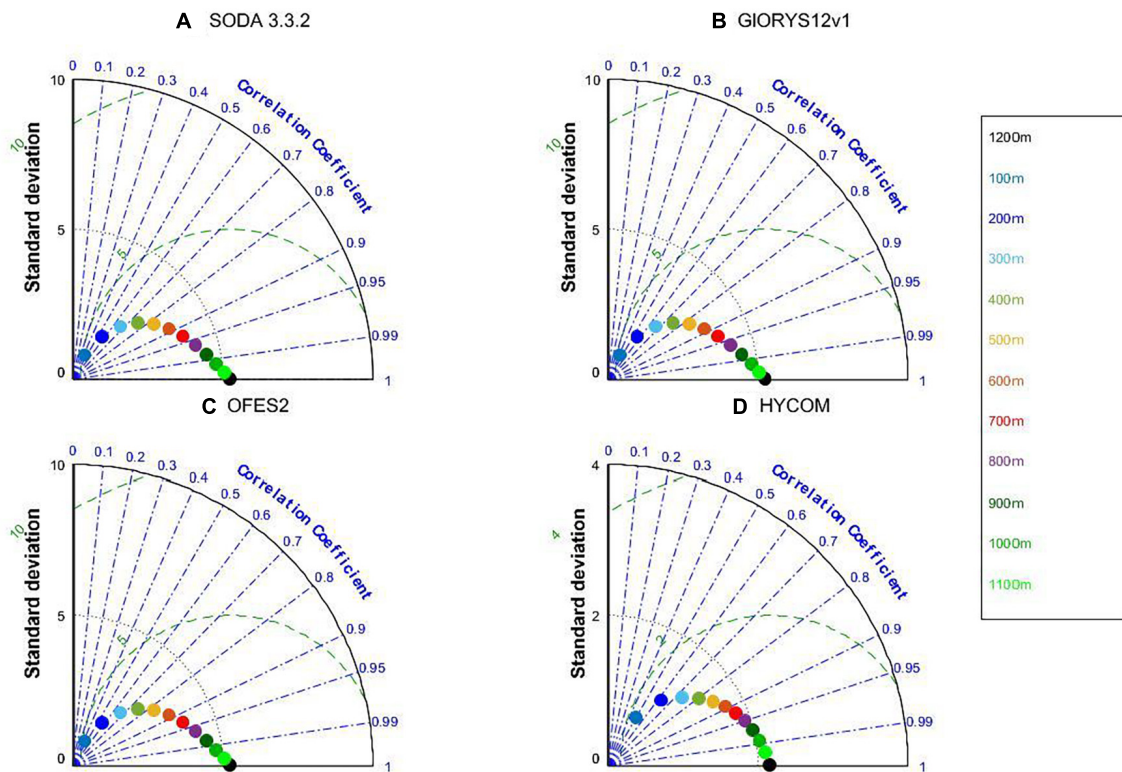 A SODA 3.3.2
0 0.1 0.2 0.3 0.4 0.5 0.6 0.7 0.8 0.9 0.95 0.99 1
Correlation Coefficient
Standard deviation
10
5
0
10
5
B GIORYS12v1
0 0.1 0.2 0.3 0.4 0.5 0.6 0.7 0.8 0.9 0.95 0.99 1
Correlation Coefficient
Standard deviation
10
5
0
10
5
C OFES2
0 0.1 0.2 0.3 0.4 0.5 0.6 0.7 0.8 0.9 0.95 0.99 1
Correlation Coefficient
Standard deviation
10
5
0
10
5
D HYCOM
0 0.1 0.2 0.3 0.4 0.5 0.6 0.7 0.8 0.9 0.95 0.99 1
Correlation Coefficient
Standard deviation
4
2
0
4
2
1200m
100m
200m
300m
400m
500m
600m
700m
800m
900m
1000m
1100m